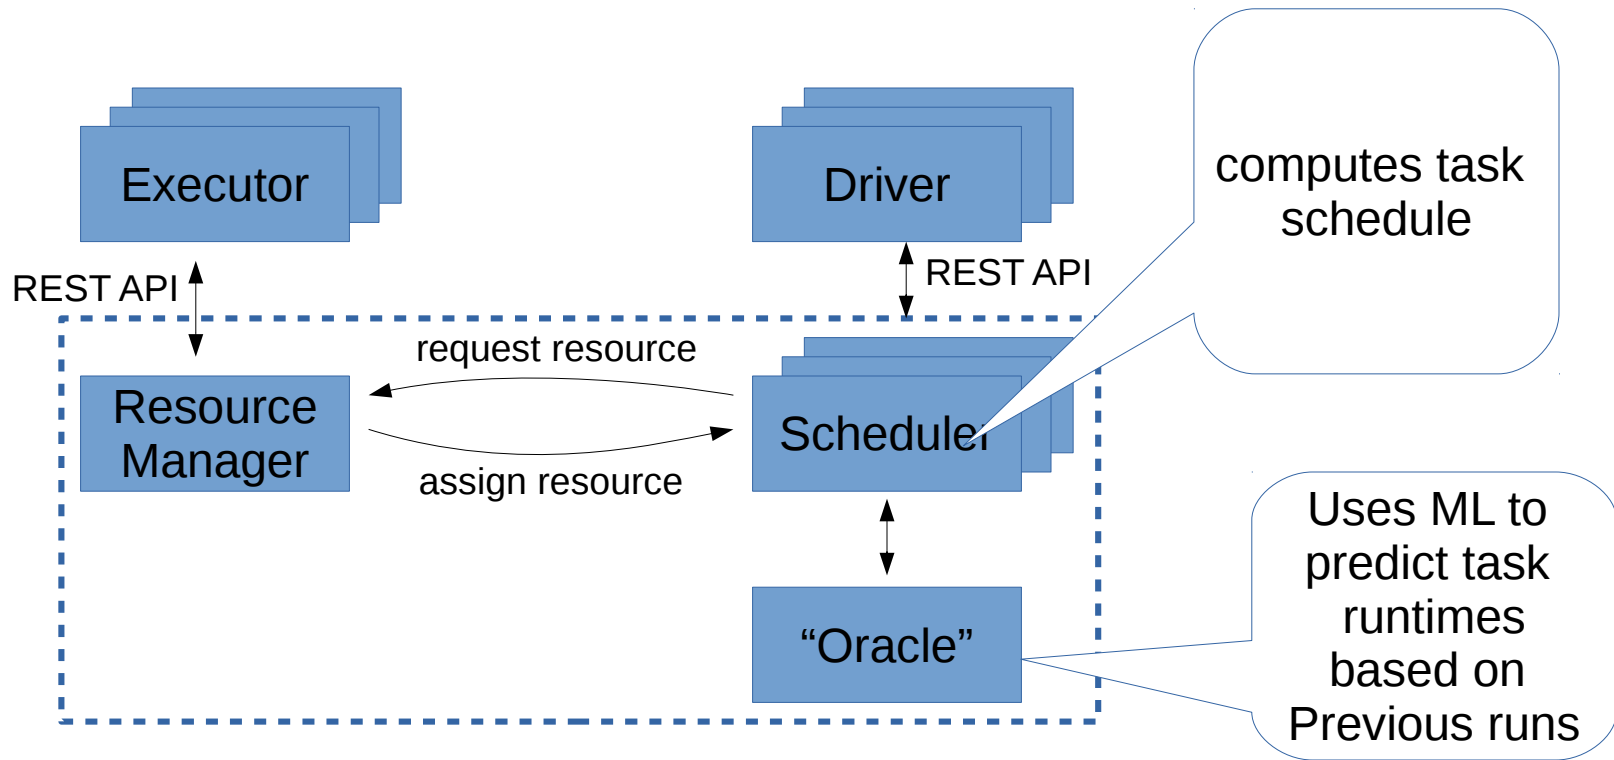 Executor
Driver
computes task
schedule
REST API
REST API
request resource
Resource
Manager
Scheduler
assign resource
“Oracle”
Uses ML to
predict task
runtimes
based on
Previous runs